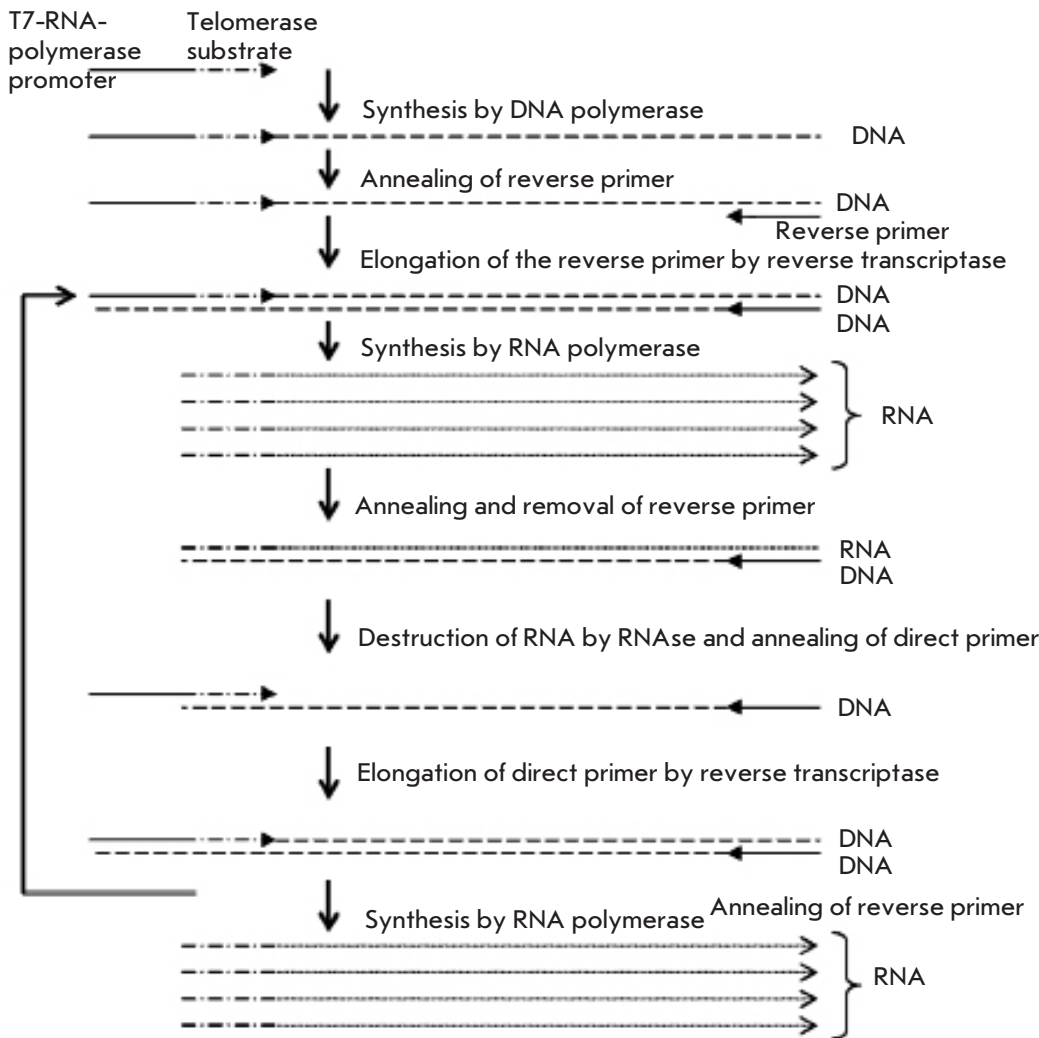 T7-RNA-
polymerase
promoter
Telomerase
substrate
Synthesis by DNA polymerase
DNA
Annealing of reverse primer
DNA
Reverse primer
Elongation of the reverse primer by reverse transcriptase
DNA
DNA
Synthesis by RNA polymerase
RNA
Annealing and removal of reverse primer
RNA
DNA
Destruction of RNA by RNAse and annealing of direct primer
DNA
Elongation of direct primer by reverse transcriptase
DNA
DNA
Synthesis by RNA polymerase
Annealing of reverse primer
RNA